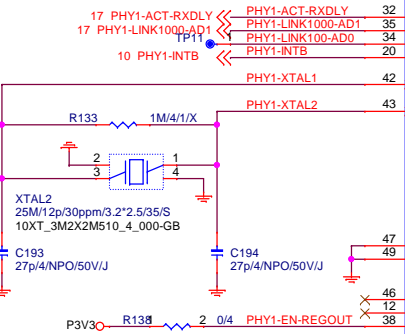 17 PHY1-ACT-RXDLY PHY1-ACT-RXDLY 32
17 PHY1-LINK1000-AD1 PHY1-LINK1000-AD1 35
TP11 1 PHY1-LINK100-AD0 34
10 PHY1-INTB PHY1-INTB 20
PHY1-XTAL1 42
PHY1-XTAL2 43
R133 1M/4/1/X
2 1
3 4
XTAL2
25M/12p/30ppm/3.2*2.5/35/S
10XT_3M2X2M510_4_000-GB
C193 C194
27p/4/NPO/50V/J 27p/4/NPO/50V/J
47
49
46
12
P3V3 R138 1 2 0/4 PHY1-EN-REGOUT 38